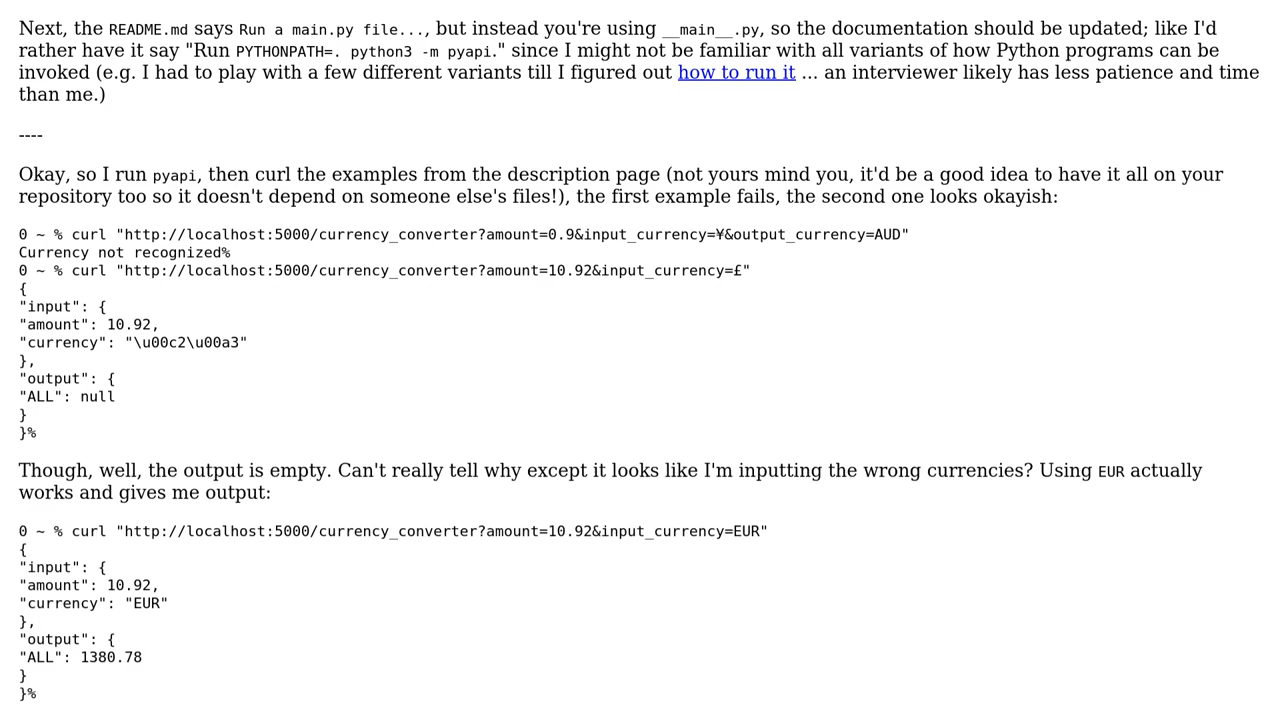 Next, the README.md says Run a main.py file..., but instead you're using __main__.py, so the documentation should be updated; like I'd
rather have it say "Run PYTHONPATH=. python3 -m pyapi." since I might not be familiar with all variants of how Python programs can be
invoked (e.g. I had to play with a few different variants till I figured out how to run it ... an interviewer likely has less patience and time
than me.)
----
Okay, so I run pyapi, then curl the examples from the description page (not yours mind you, it'd be a good idea to have it all on your
repository too so it doesn't depend on someone else's files!), the first example fails, the second one looks okayish:
0 ~ % curl "http://localhost:5000/currency_converter?amount=0.9&input_currency=¥&output_currency=AUD"
Currency not recognized%
0 ~ % curl "http://localhost:5000/currency_converter?amount=10.92&input_currency=£"
{
"input": {
"amount": 10.92,
"currency": "\u00c2\u00a3"
},
"output": {
"ALL": null
}
}%
Though, well, the output is empty. Can't really tell why except it looks like I'm inputting the wrong currencies? Using EUR actually
works and gives me output:
0 ~ % curl "http://localhost:5000/currency_converter?amount=10.92&input_currency=EUR"
{
"input": {
"amount": 10.92,
"currency": "EUR"
},
"output": {
"ALL": 1380.78
}
}%